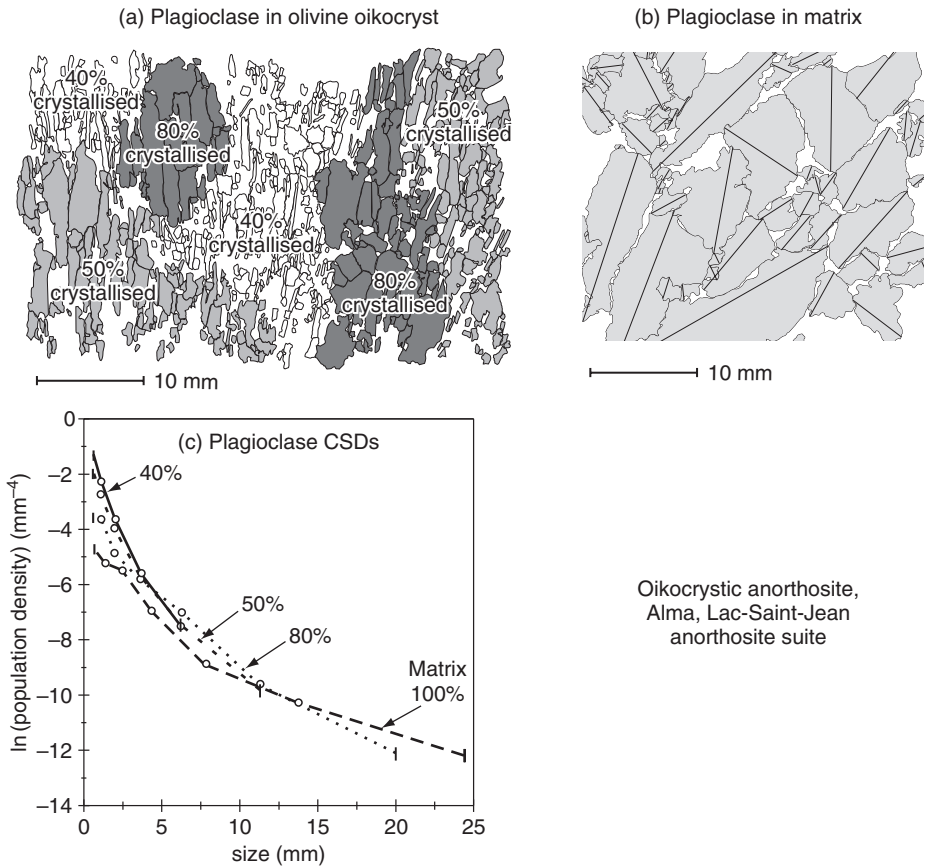 (a) Plagioclase in olivine oikocryst
(b) Plagioclase in matrix
40%
crystallised
80%
crystallised
50%
crystallised
40%
crystallised
50%
crystallised
80%
crystallised
10 mm
10 mm
(c) Plagioclase CSDs
ln (population density) (mm⁻⁴)
0
−2
−4
−6
−8
−10
−12
−14
40%
50%
80%
Matrix
100%
0
5
10
15
20
25
size (mm)
Oikocrystic anorthosite,
Alma, Lac-Saint-Jean
anorthosite suite